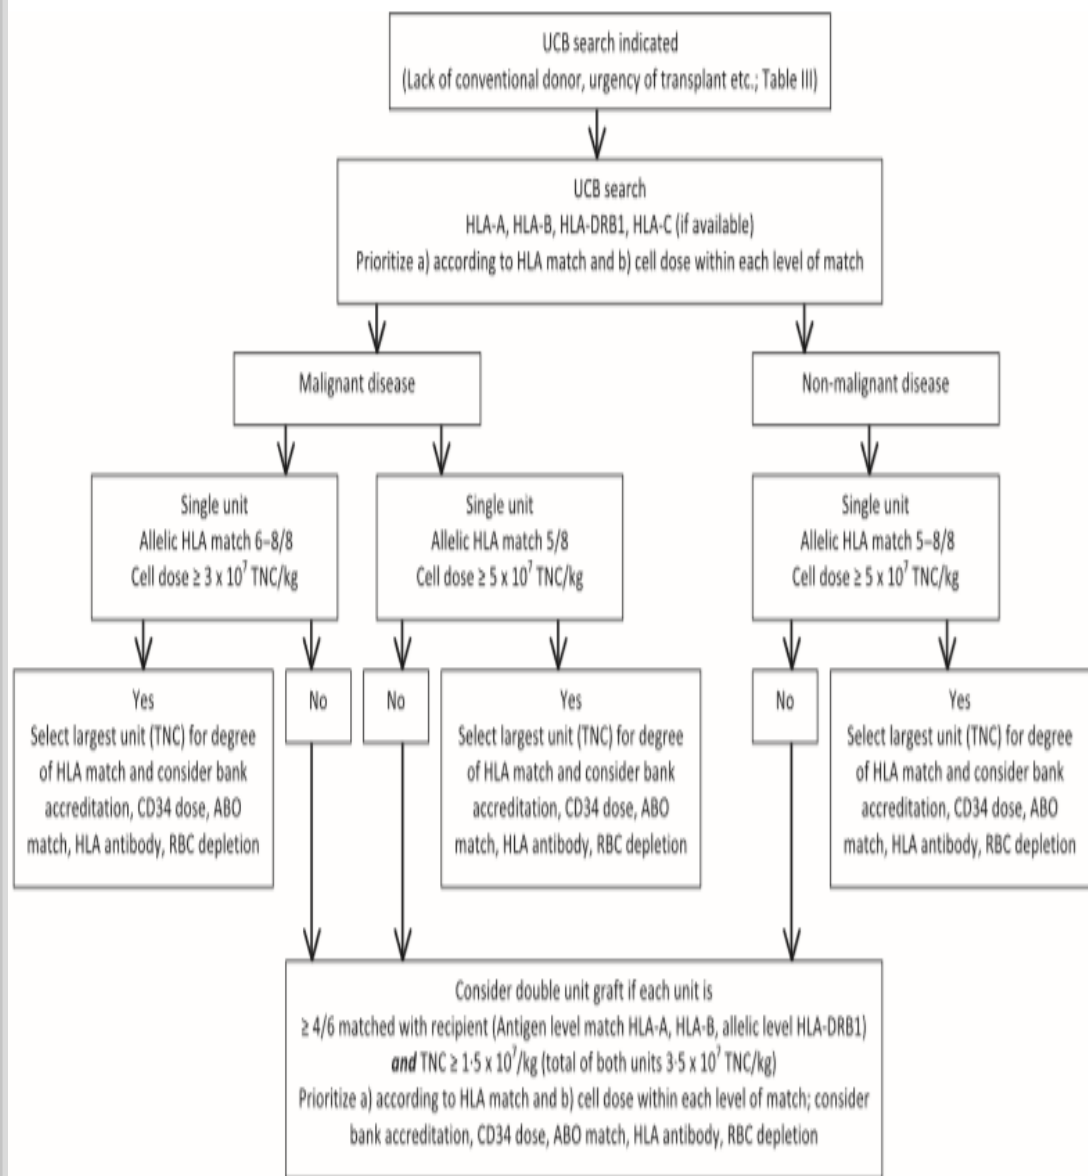 UCB search indicated
(Lack of conventional donor, urgency of transplant etc.; Table III)
UCB search
HLA-A, HLA-B, HLA-DRB1, HLA-C (if available)
Prioritize a) according to HLA match and b) cell dose within each level of match
Malignant disease
Non-malignant disease
Single unit
Allelic HLA match 6–8/8
Cell dose ≥ 3 x 10⁷ TNC/kg
Single unit
Allelic HLA match 5/8
Cell dose ≥ 5 x 10⁷ TNC/kg
Single unit
Allelic HLA match 5–8/8
Cell dose ≥ 5 x 10⁷ TNC/kg
Yes
Select largest unit (TNC) for degree
of HLA match and consider bank
accreditation, CD34 dose, ABO
match, HLA antibody, RBC depletion
No
No
Yes
Select largest unit (TNC) for degree
of HLA match and consider bank
accreditation, CD34 dose, ABO
match, HLA antibody, RBC depletion
No
Yes
Select largest unit (TNC) for degree
of HLA match and consider bank
accreditation, CD34 dose, ABO
match, HLA antibody, RBC depletion
Consider double unit graft if each unit is
≥ 4/6 matched with recipient (Antigen level match HLA-A, HLA-B, allelic level HLA-DRB1)
and TNC ≥ 1·5 x 10⁷/kg (total of both units 3·5 x 10⁷ TNC/kg)
Prioritize a) according to HLA match and b) cell dose within each level of match; consider
bank accreditation, CD34 dose, ABO match, HLA antibody, RBC depletion